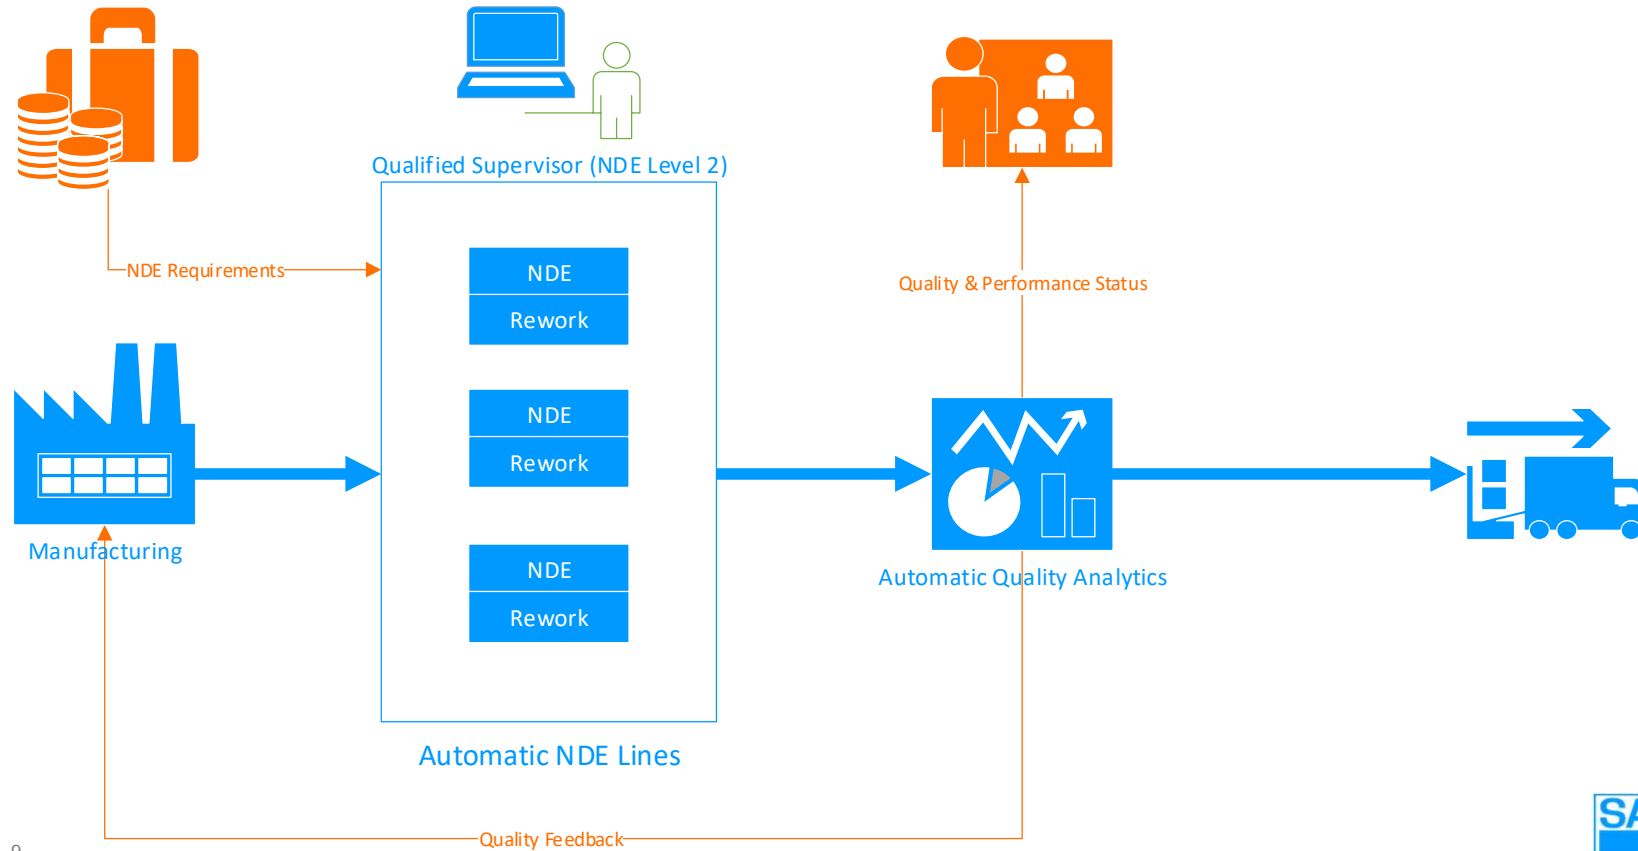 Qualified Supervisor (NDE Level 2)
NDE Requirements
NDE
Rework
Quality & Performance Status
NDE
Rework
Manufacturing
NDE
Rework
Automatic Quality Analytics
Automatic NDE Lines
Quality Feedback